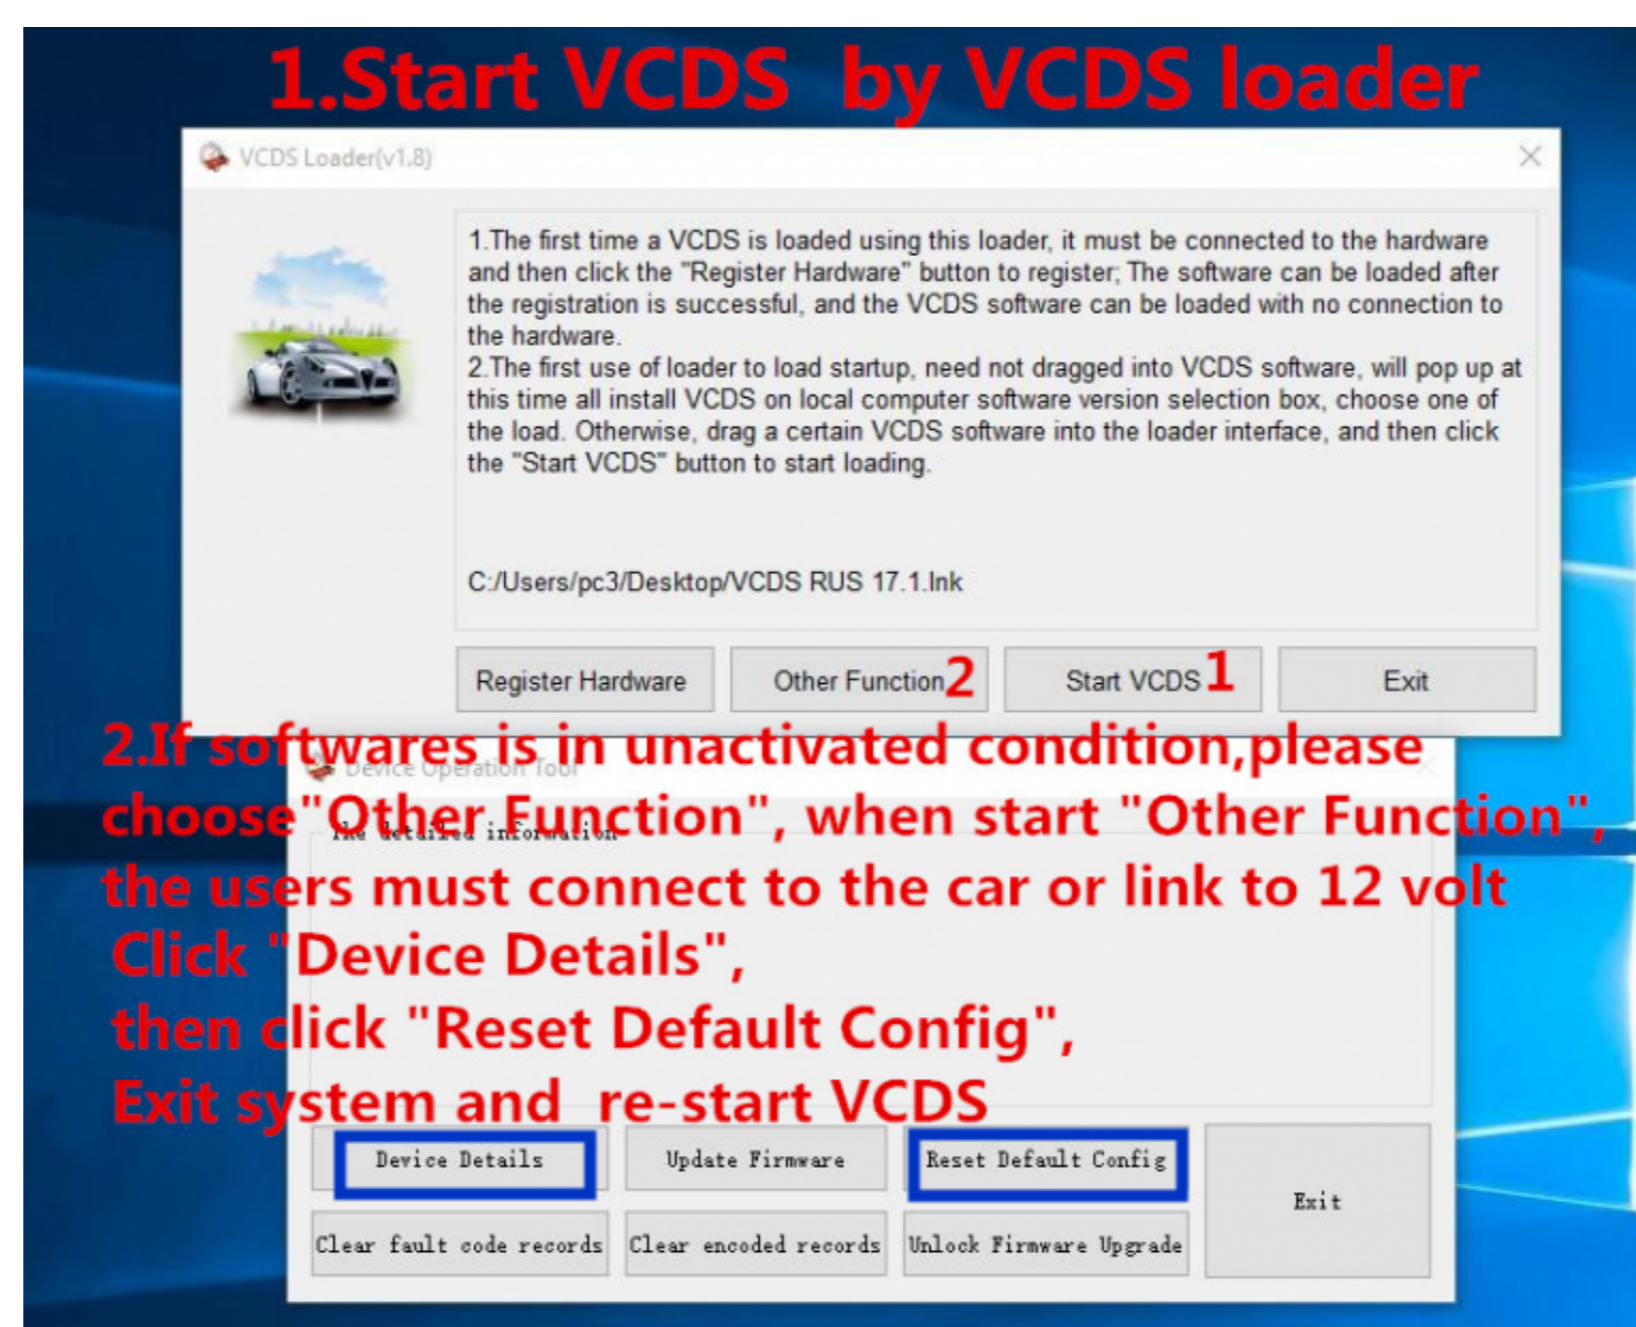 1.Start VCDS by VCDS loader
VCDS Loader(v1.8)
1.The first time a VCDS is loaded using this loader, it must be connected to the hardware
and then click the "Register Hardware" button to register; The software can be loaded after
the registration is successful, and the VCDS software can be loaded with no connection to
the hardware.
2.The first use of loader to load startup, need not dragged into VCDS software, will pop up at
this time all install VCDS on local computer software version selection box, choose one of
the load. Otherwise, drag a certain VCDS software into the loader interface, and then click
the "Start VCDS" button to start loading.
C:/Users/pc3/Desktop/VCDS RUS 17.1.lnk
Register Hardware
Other Function 2
Start VCDS 1
Exit
2.If softwares is in unactivated condition,please
Device Operation Tool
choose"Other Function", when start "Other Function",
The detailed information
the users must connect to the car or link to 12 volt
Click "Device Details",
then click "Reset Default Config",
Exit system and re-start VCDS
Device Details
Update Firmware
Reset Default Config
Exit
Clear fault code records
Clear encoded records
Unlock Firmware Upgrade